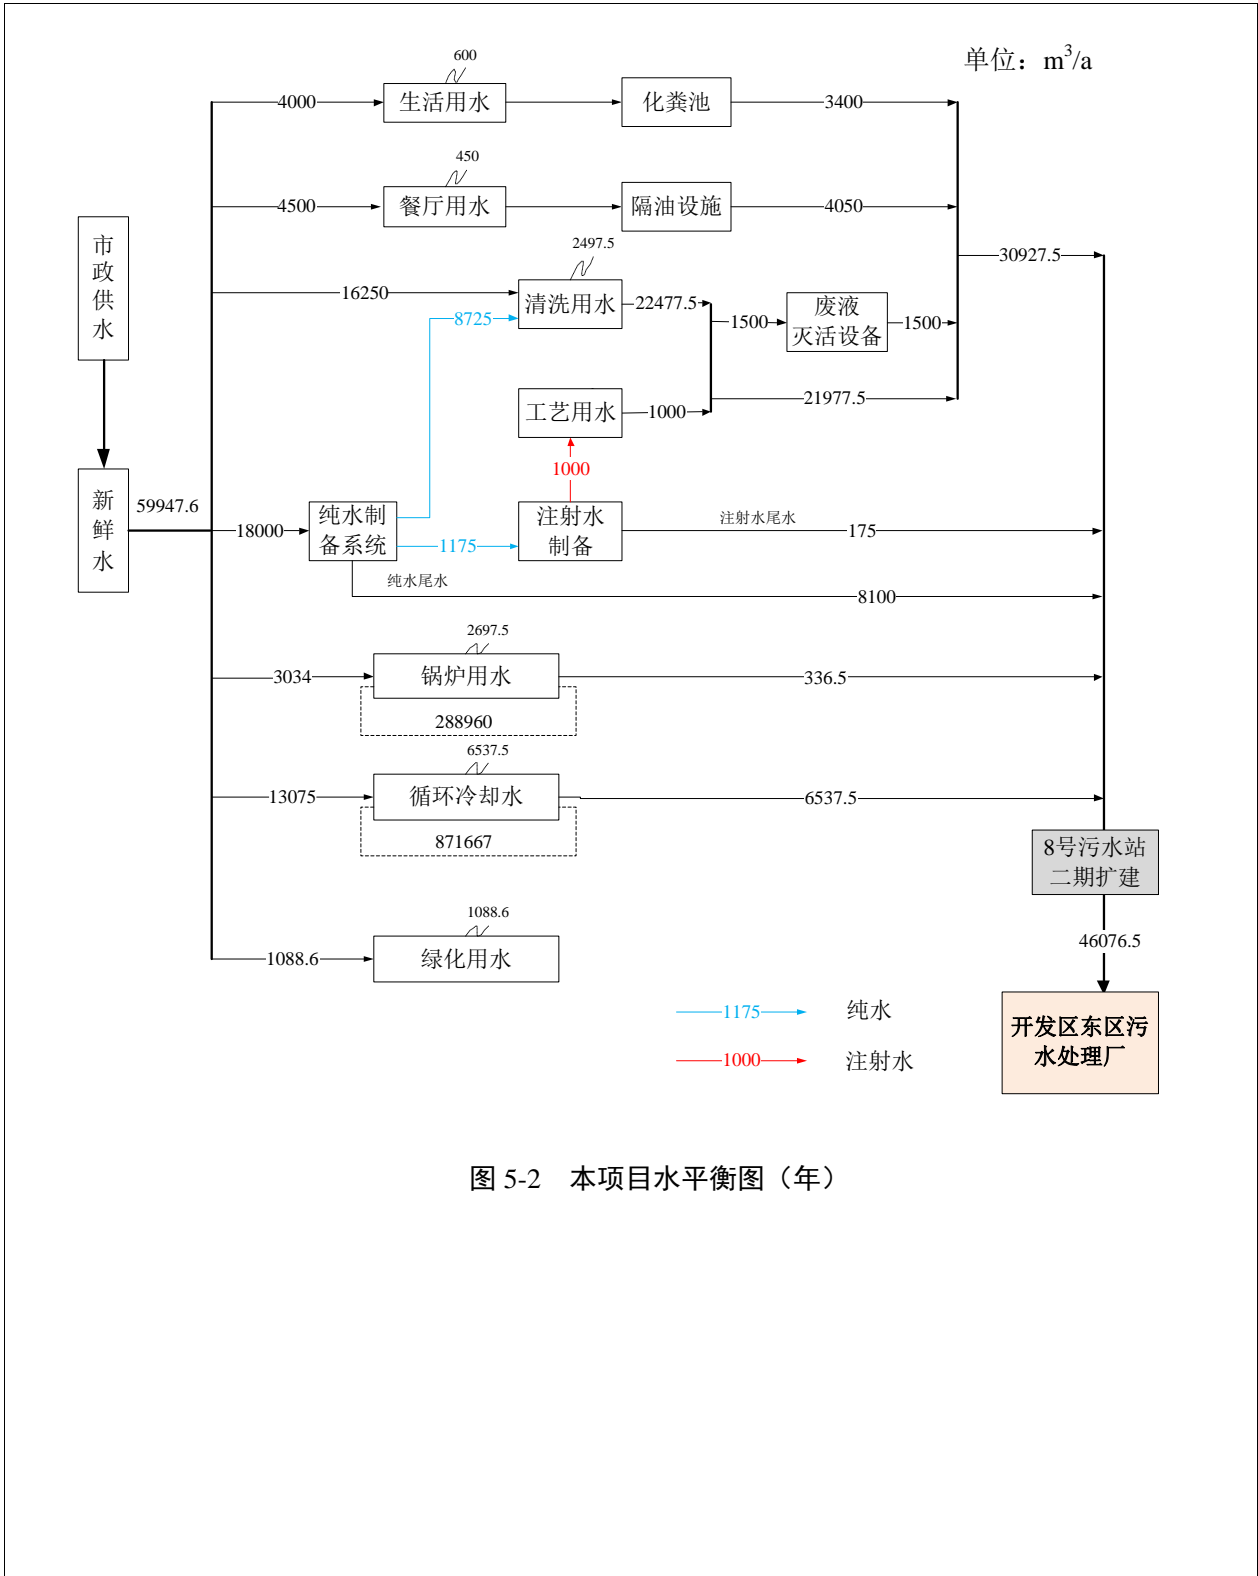 单位：m³/a
600
4000
生活用水
化粪池
3400
450
4500
餐厅用水
隔油设施
4050
市
政
供
水
2497.5
16250
清洗用水
22477.5
8725
1500
废液
灭活设备
1500
30927.5
工艺用水
1000
21977.5
1000
新
鲜
水
59947.6
18000
纯水制
备系统
1175
注射水
制备
注射水尾水
175
纯水尾水
8100
2697.5
3034
锅炉用水
336.5
288960
6537.5
13075
循环冷却水
6537.5
871667
8号污水站
二期扩建
1088.6
1088.6
绿化用水
46076.5
1175
纯水
1000
注射水
开发区东区污
水处理厂
图 5-2 本项目水平衡图（年）